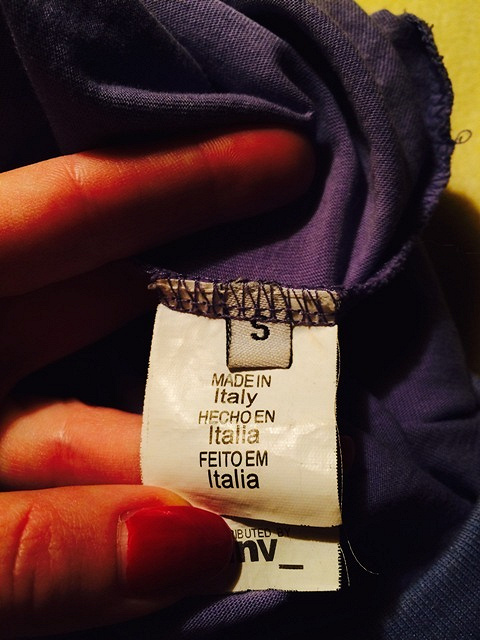 S
MADE IN
Italy
HECHO EN
Italia
FEITO EM
Italia